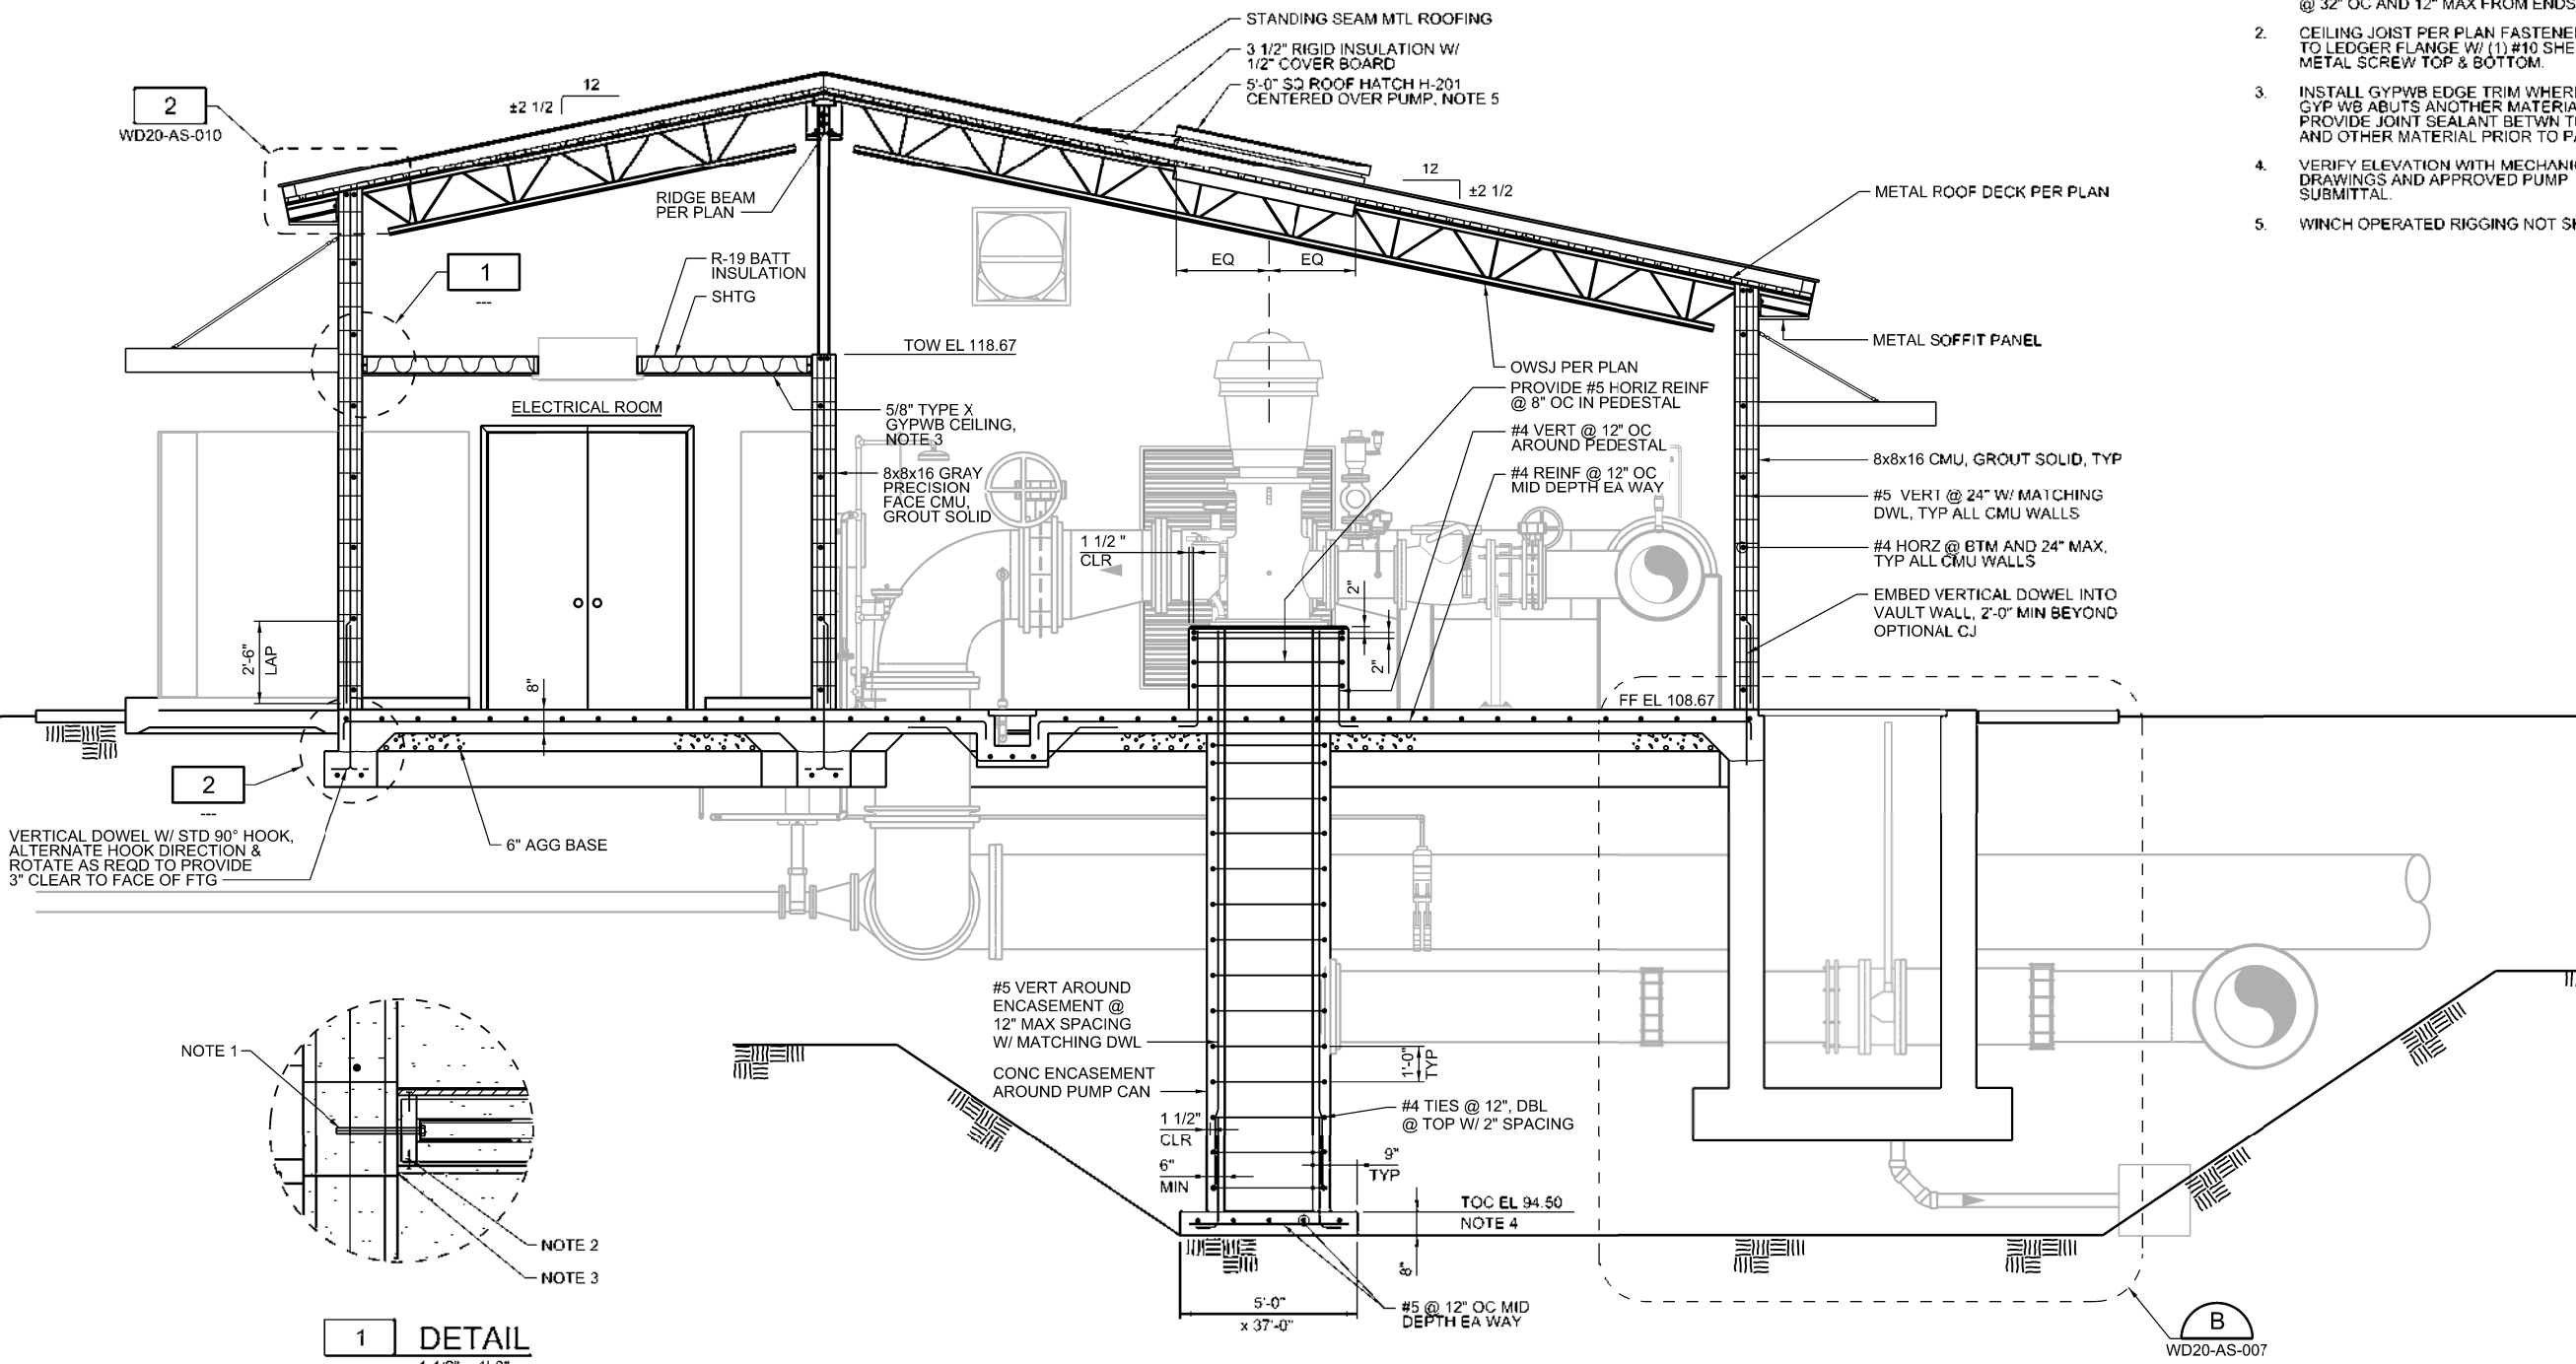 STANDING SEAM MTL ROOFING
3 1/2" RIGID INSULATION W/
1/2" COVER BOARD
5'-0" SQ ROOF HATCH H-201
CENTERED OVER PUMP, NOTE 5
@ 32" OC AND 12" MAX FROM ENDS
2. CEILING JOIST PER PLAN FASTENE
TO LEDGER FLANGE W/ (1) #10 SHE
METAL SCREW TOP & BOTTOM.
3. INSTALL GYPWB EDGE TRIM WHER
GYP WB ABUTS ANOTHER MATERIA
PROVIDE JOINT SEALANT BETWN T
AND OTHER MATERIAL PRIOR TO P
4. VERIFY ELEVATION WITH MECHANI
DRAWINGS AND APPROVED PUMP
SUBMITTAL.
5. WINCH OPERATED RIGGING NOT S
2
WD20-AS-010
12
±2 1/2
12
±2 1/2
RIDGE BEAM
PER PLAN
METAL ROOF DECK PER PLAN
1
---
R-19 BATT
INSULATION
SHTG
EQ
EQ
TOW EL 118.67
METAL SOFFIT PANEL
OWSJ PER PLAN
PROVIDE #5 HORIZ REINF
@ 8" OC IN PEDESTAL
ELECTRICAL ROOM
5/8" TYPE X
GYPWB CEILING,
NOTE 3
#4 VERT @ 12" OC
AROUND PEDESTAL
8x8x16 GRAY
PRECISION
FACE CMU,
GROUT SOLID
#4 REINF @ 12" OC
MID DEPTH EA WAY
8x8x16 CMU, GROUT SOLID, TYP
#5 VERT @ 24" W/ MATCHING
DWL, TYP ALL CMU WALLS
#4 HORZ @ BTM AND 24" MAX,
TYP ALL CMU WALLS
EMBED VERTICAL DOWEL INTO
VAULT WALL, 2'-0" MIN BEYOND
OPTIONAL CJ
1 1/2 "
CLR
2"
2"
2'-6"
LAP
8"
FF EL 108.67
2
---
VERTICAL DOWEL W/ STD 90° HOOK,
ALTERNATE HOOK DIRECTION &
ROTATE AS REQD TO PROVIDE
3" CLEAR TO FACE OF FTG
6" AGG BASE
#5 VERT AROUND
ENCASEMENT @
12" MAX SPACING
W/ MATCHING DWL
CONC ENCASEMENT
AROUND PUMP CAN
1'-0"
TYP
#4 TIES @ 12", DBL
@ TOP W/ 2" SPACING
1 1/2"
CLR
6"
MIN
9"
TYP
TOC EL 94.50
NOTE 4
8"
5'-0"
x 37'-0"
#5 @ 12" OC MID
DEPTH EA WAY
NOTE 1
NOTE 2
NOTE 3
1 DETAIL
B
WD20-AS-007